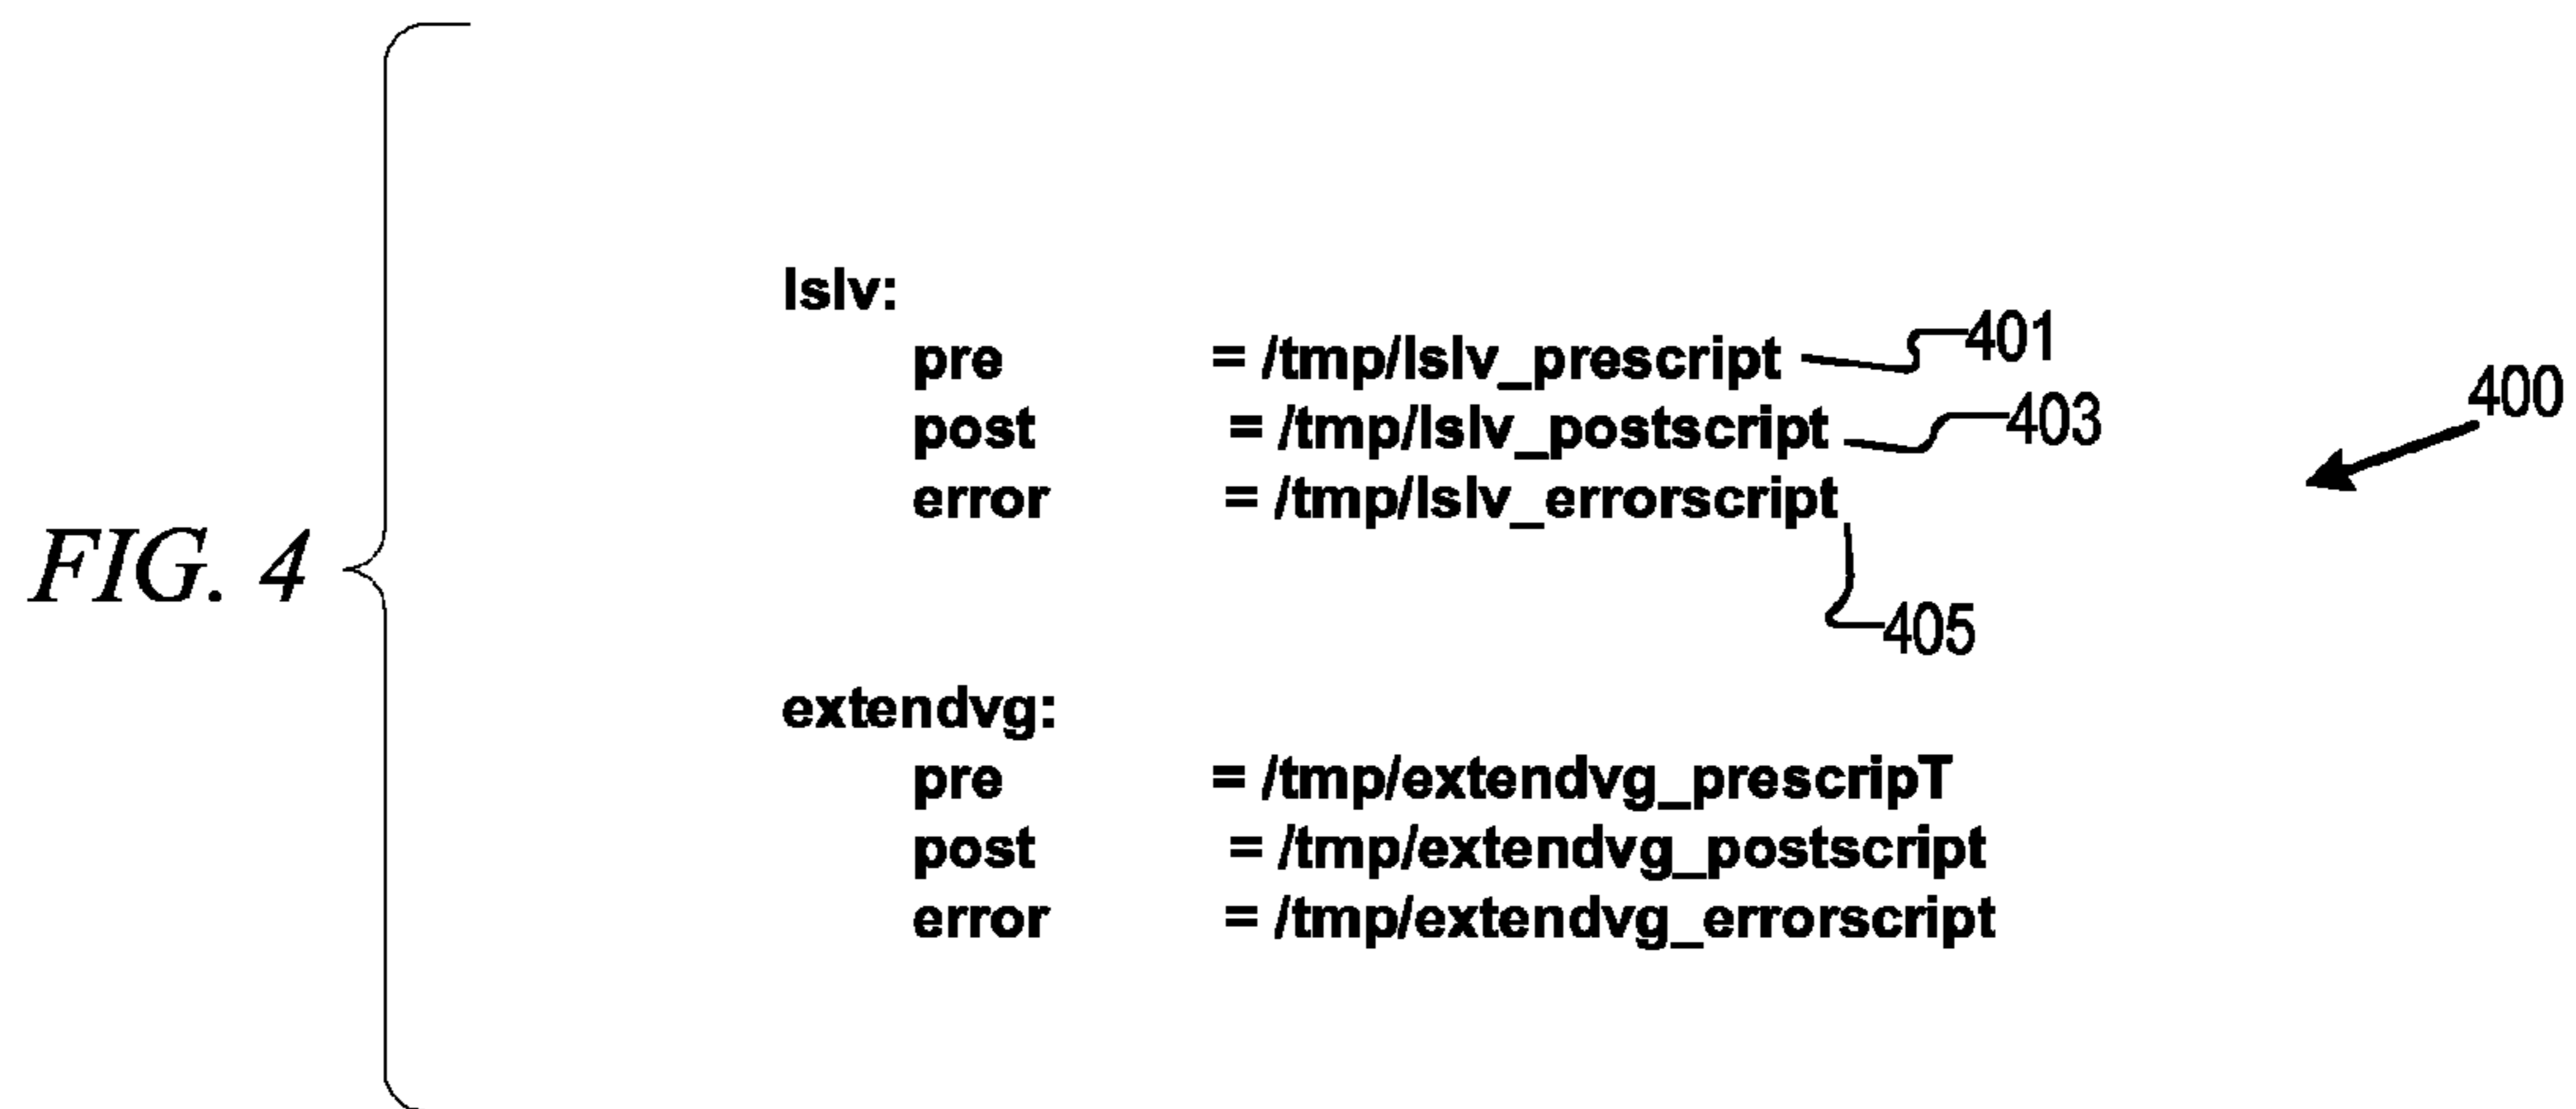 lslv:
pre = /tmp/lslv_prescript 401
post = /tmp/lslv_postscript 403
error = /tmp/lslv_errorscript
400
FIG. 4
405
extendvg:
pre = /tmp/extendvg_prescripT
post = /tmp/extendvg_postscript
error = /tmp/extendvg_errorscript